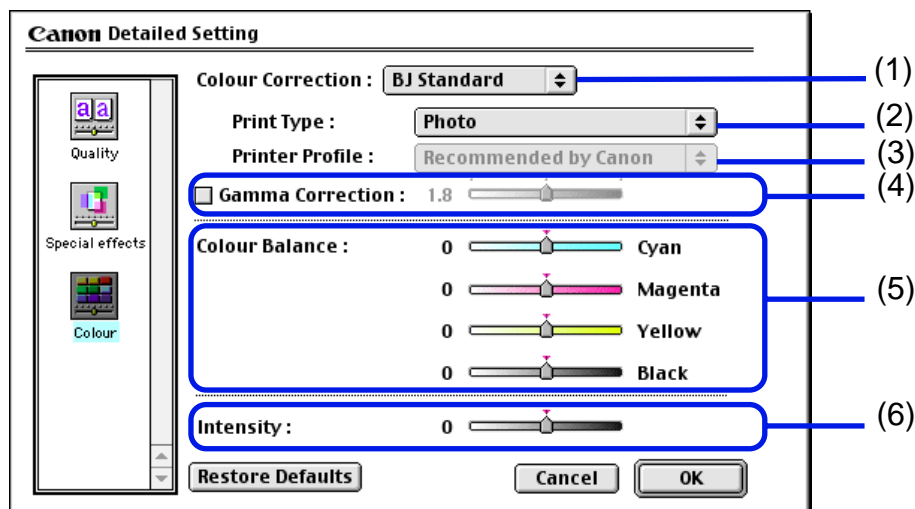 Canon Detailed Setting
Colour Correction : BJ Standard (1)
Print Type : Photo (2)
Printer Profile : Recommended by Canon (3)
Gamma Correction : 1.8 (4)
Colour Balance : 0 Cyan
0 Magenta (5)
0 Yellow
0 Black
Intensity : 0 (6)
aa
Quality
Special effects
Colour
Restore Defaults Cancel OK